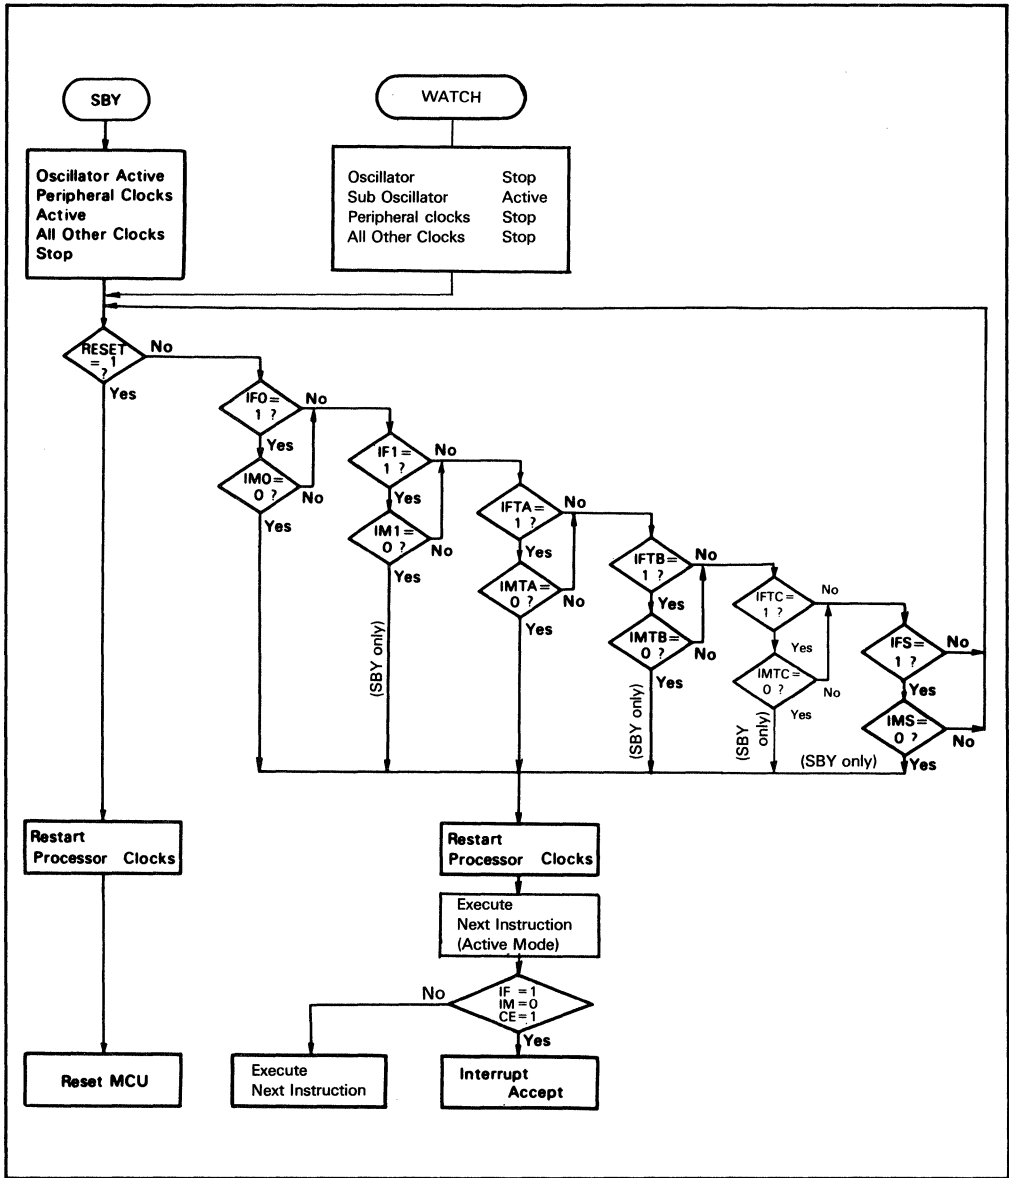 SBY
WATCH
Oscillator Active
Peripheral Clocks
Active
All Other Clocks
Stop
Oscillator Stop
Sub Oscillator Active
Peripheral clocks Stop
All Other Clocks Stop
RESET
= 1
?
No
Yes
IF0=
1 ?
No
Yes
IM0=
0 ?
No
Yes
IF1=
1 ?
No
Yes
IM1=
0 ?
No
Yes
(SBY only)
IFTA=
1 ?
No
Yes
IMTA=
0 ?
No
Yes
IFTB=
1 ?
No
Yes
IMTB=
0 ?
No
Yes
(SBY only)
IFTC=
1 ?
No
Yes
IMTC=
0 ?
No
Yes
(SBY
only)
IFS=
1 ?
No
Yes
IMS=
0 ?
No
Yes
(SBY only)
Restart
Processor Clocks
Restart
Processor Clocks
Execute
Next Instruction
(Active Mode)
IF =1
IM=0
CE=1
No
Yes
Reset MCU
Execute
Next Instruction
Interrupt
Accept